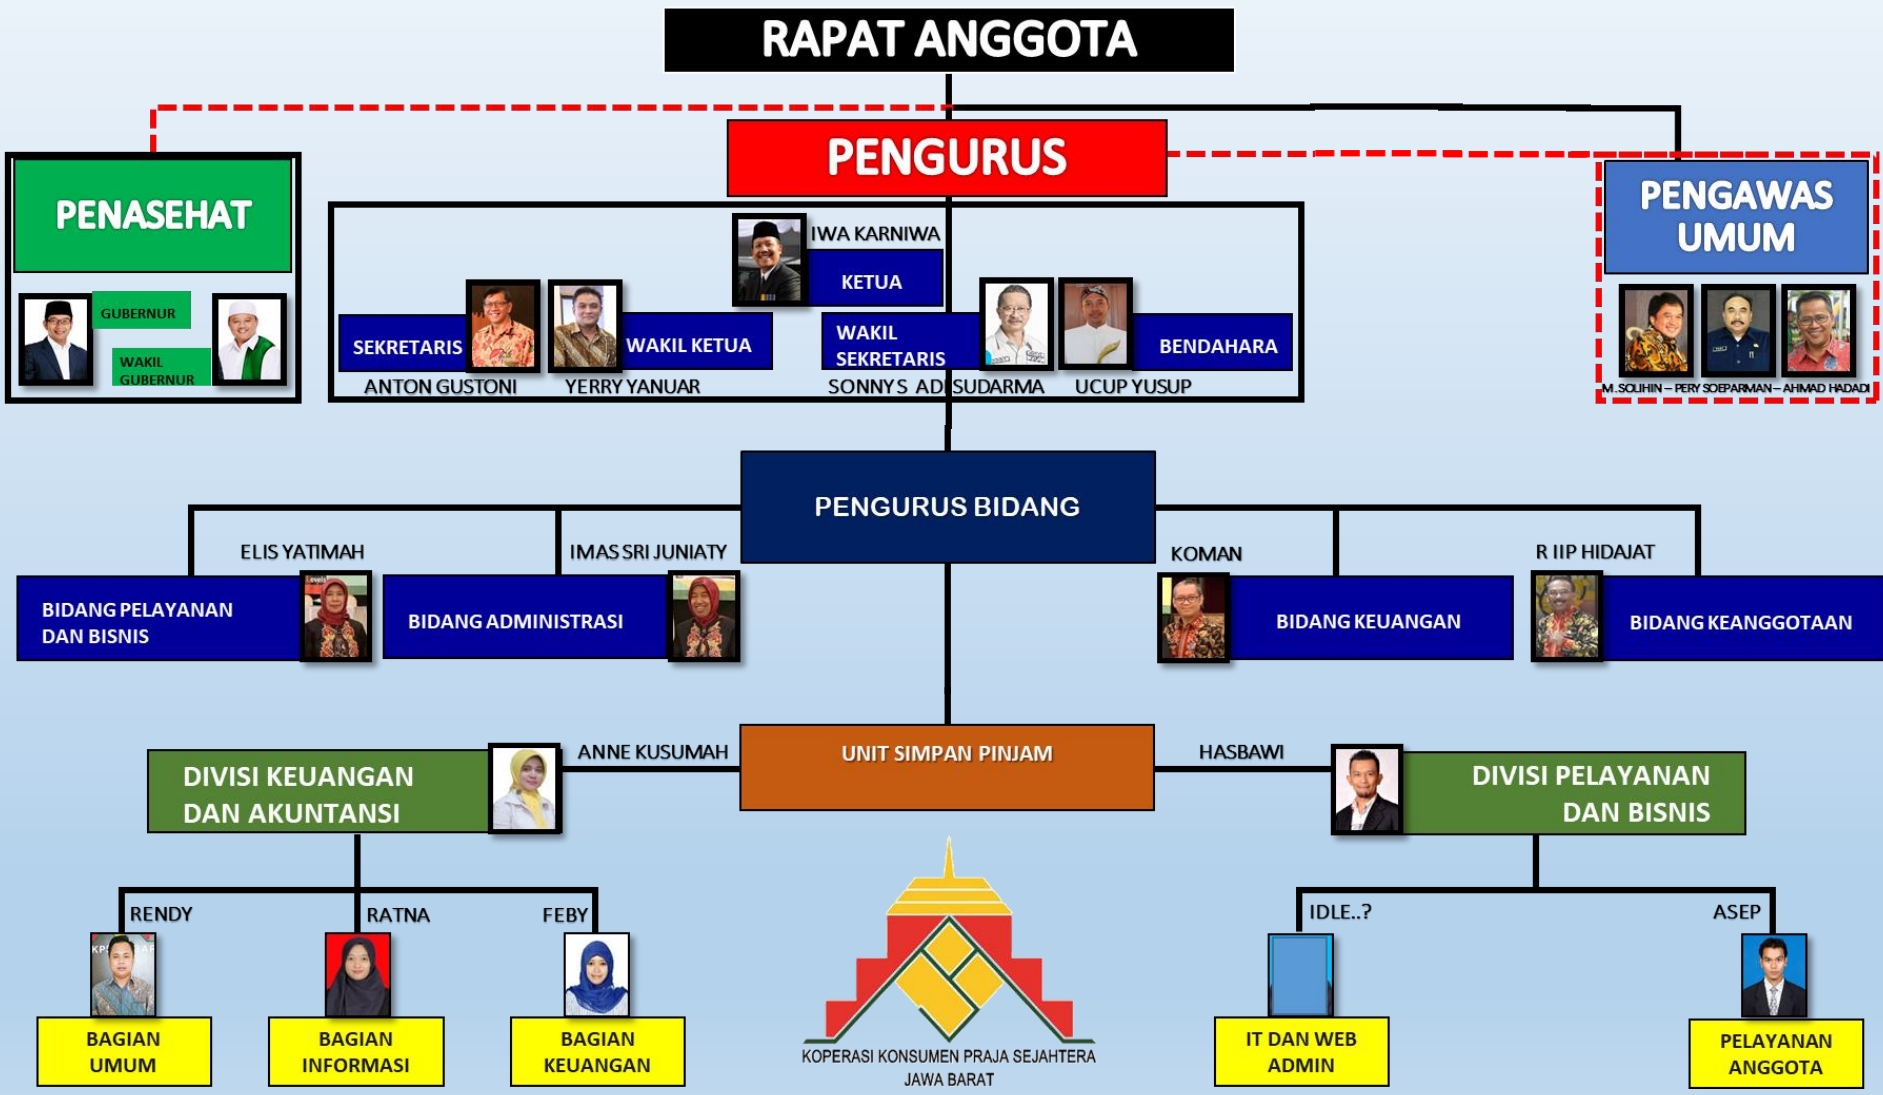 RAPAT ANGGOTA
PENGURUS
PENASEHAT
GUBERNUR
WAKIL
GUBERNUR
PENGAWAS
UMUM
M.SOLIHIN – PERY SOEPARMAN – AHMAD HADADI
IWA KARNIWA
KETUA
SEKRETARIS
ANTON GUSTONI
WAKIL KETUA
YERRY YANUAR
WAKIL
SEKRETARIS
SONNY S ADISUDARMA
BENDAHARA
UCUP YUSUP
PENGURUS BIDANG
ELIS YATIMAH
BIDANG PELAYANAN
DAN BISNIS
IMAS SRI JUNIATY
BIDANG ADMINISTRASI
KOMAN
BIDANG KEUANGAN
R IIP HIDAJAT
BIDANG KEANGGOTAAN
UNIT SIMPAN PINJAM
ANNE KUSUMAH
DIVISI KEUANGAN
DAN AKUNTANSI
HASBAWI
DIVISI PELAYANAN
DAN BISNIS
RENDY
BAGIAN
UMUM
RATNA
BAGIAN
INFORMASI
FEBY
BAGIAN
KEUANGAN
KOPERASI KONSUMEN PRAJA SEJAHTERA
JAWA BARAT
IDLE..?
IT DAN WEB
ADMIN
ASEP
PELAYANAN
ANGGOTA